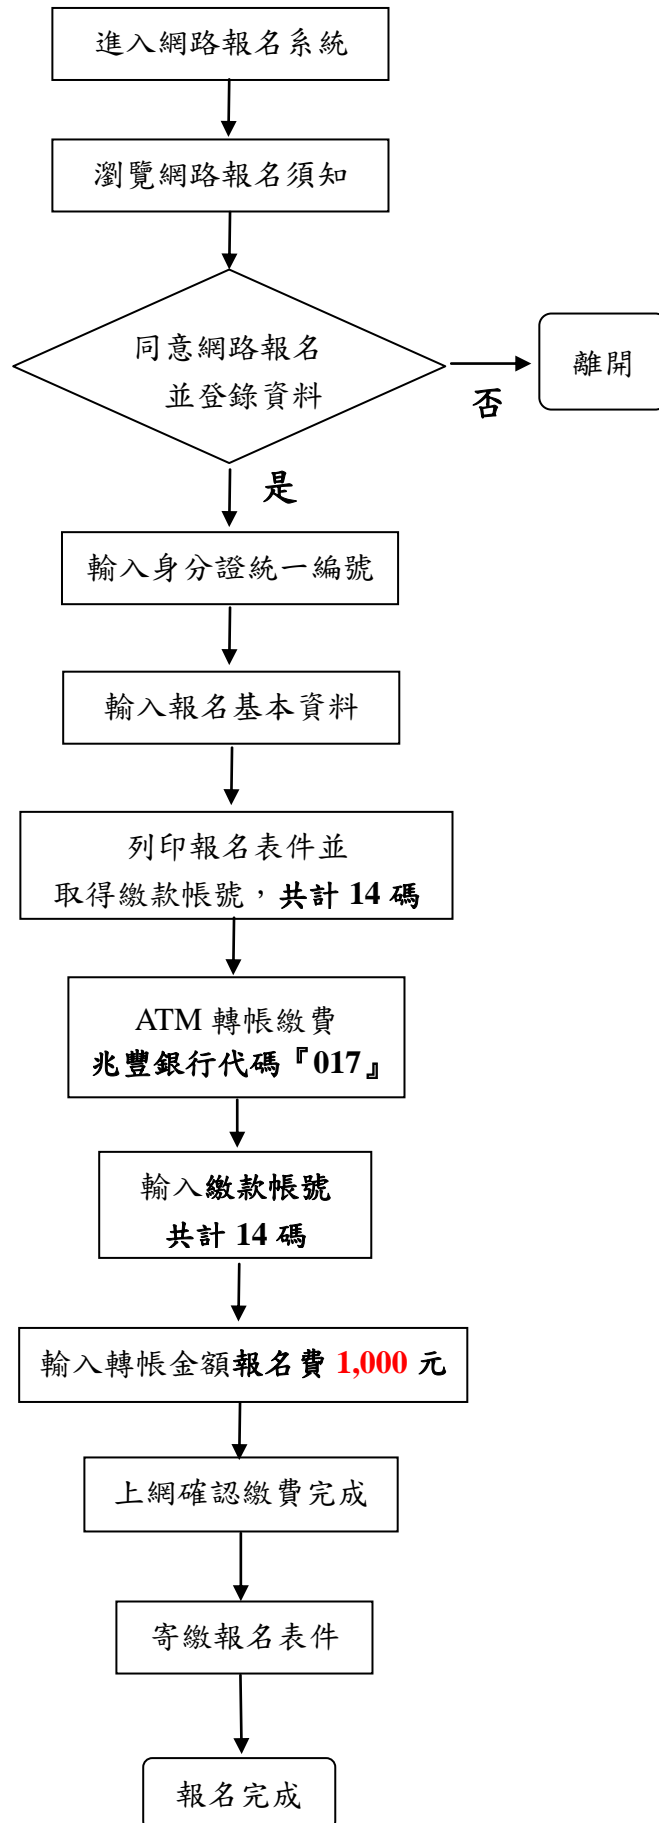 進入網路報名系統
瀏覽網路報名須知
同意網路報名
並登錄資料
離開
否
是
輸入身分證統一編號
輸入報名基本資料
列印報名表件並
取得繳款帳號，共計 14 碼
ATM 轉帳繳費
兆豐銀行代碼『017』
輸入繳款帳號
共計 14 碼
輸入轉帳金額報名費 1,000 元
上網確認繳費完成
寄繳報名表件
報名完成